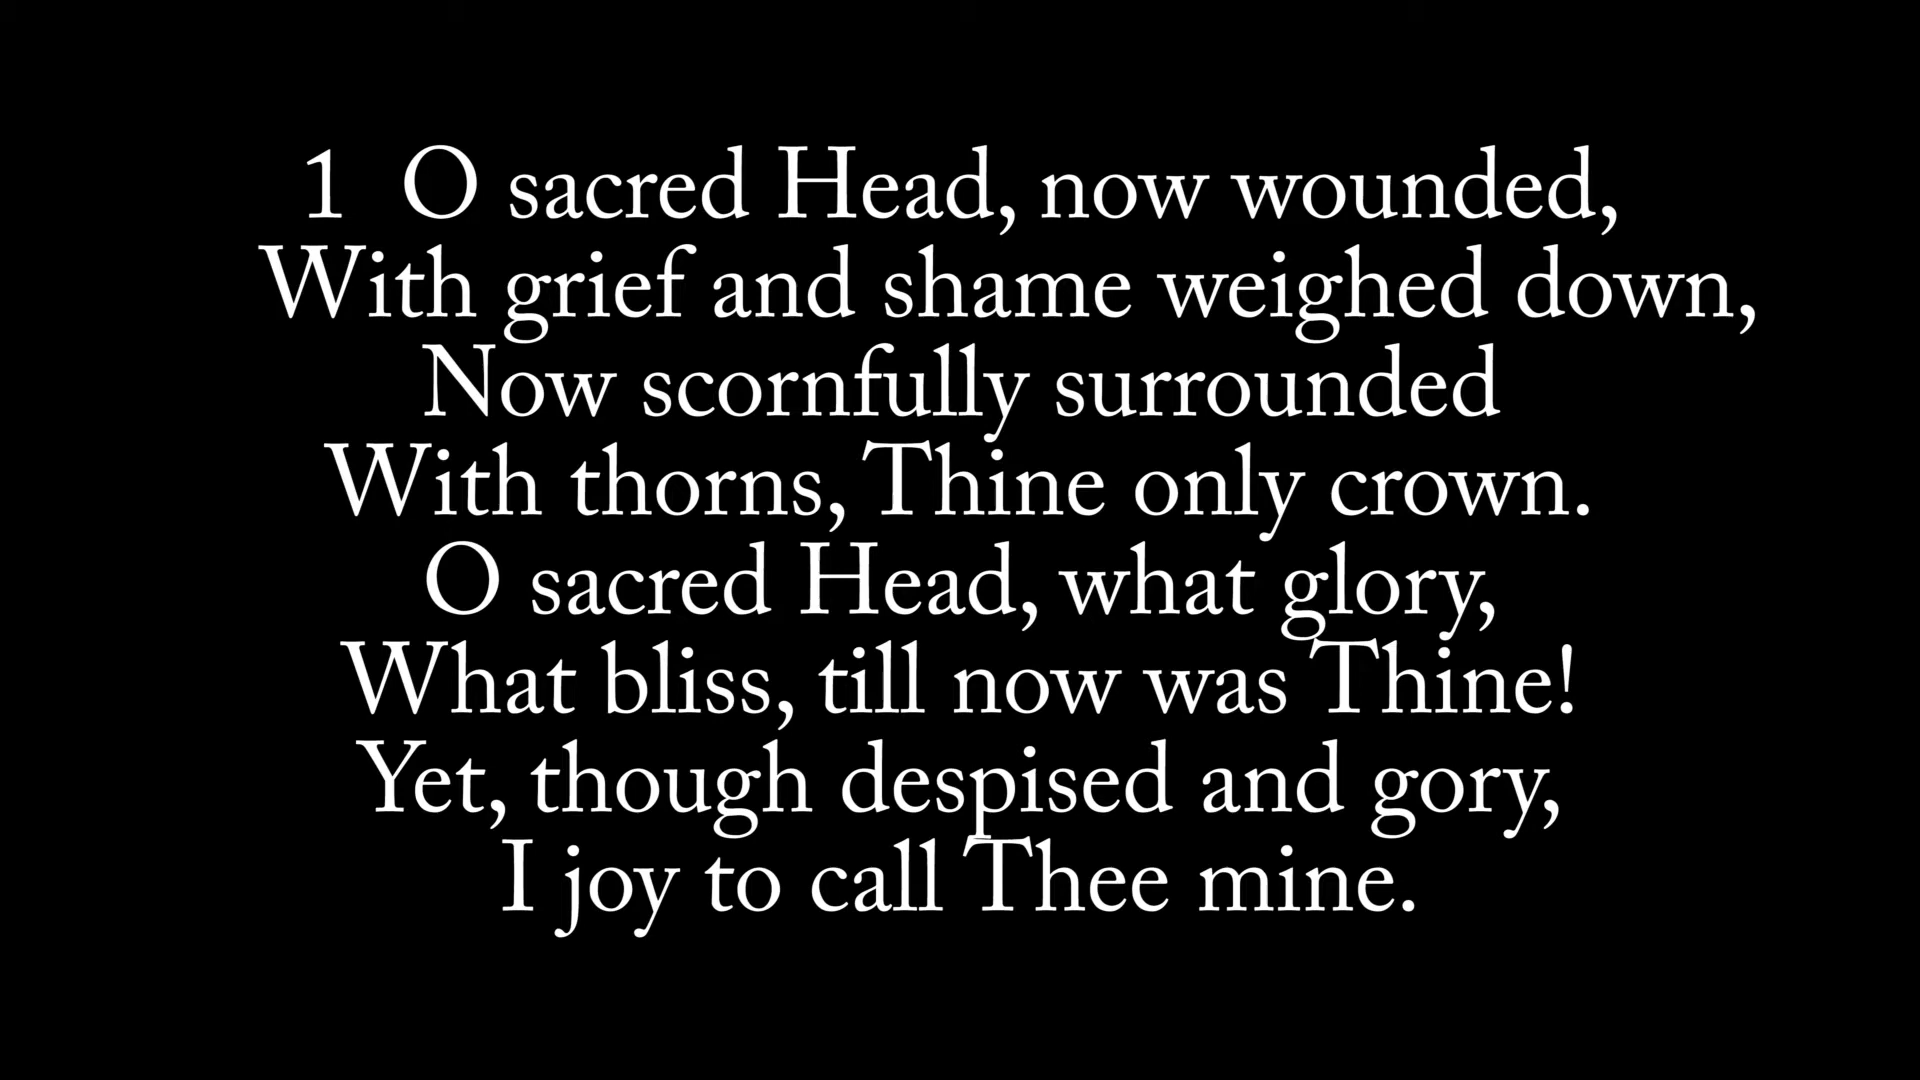 1 O sacred Head, now wounded,
With grief and shame weighed down,
Now scornfully surrounded
With thorns, Thine only crown.
O sacred Head, what glory,
What bliss, till now was Thine!
Yet, though despised and gory,
I joy to call Thee mine.